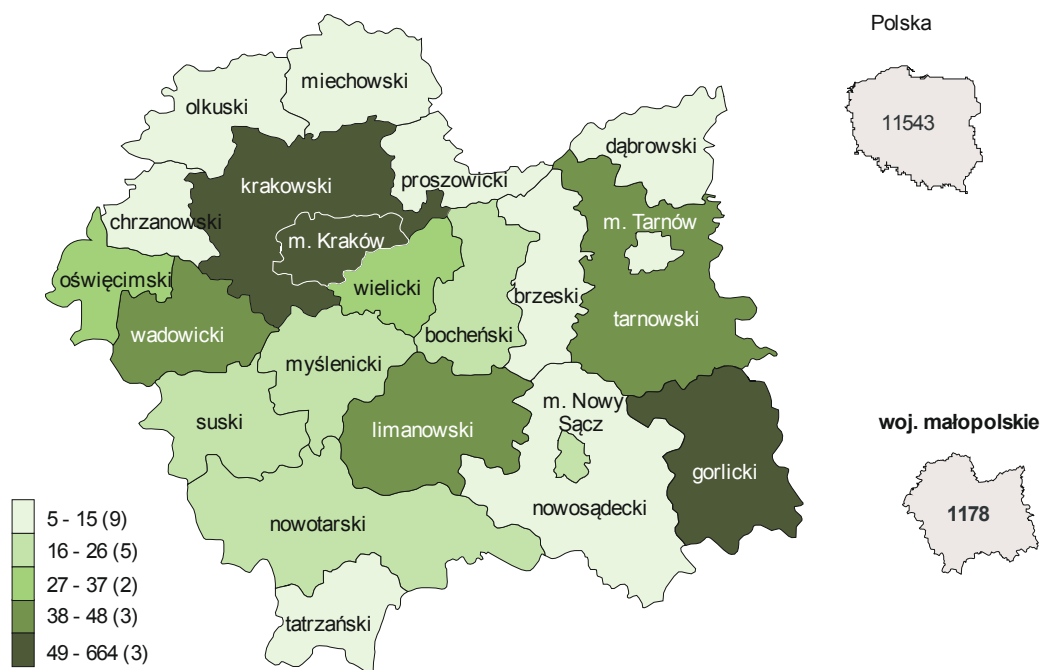 Polska
11543
miechowski
olkuski
dąbrowski
proszowicki
krakowski
chrzanowski
m. Tarnów
m. Kraków
oświęcimski
wielicki
brzeski
tarnowski
wadowicki
bocheński
myślenicki
m. Nowy
Sącz
suski
limanowski
woj. małopolskie
gorlicki
1178
nowosądecki
nowotarski
tatrzański
5 - 15 (9)
16 - 26 (5)
27 - 37 (2)
38 - 48 (3)
49 - 664 (3)